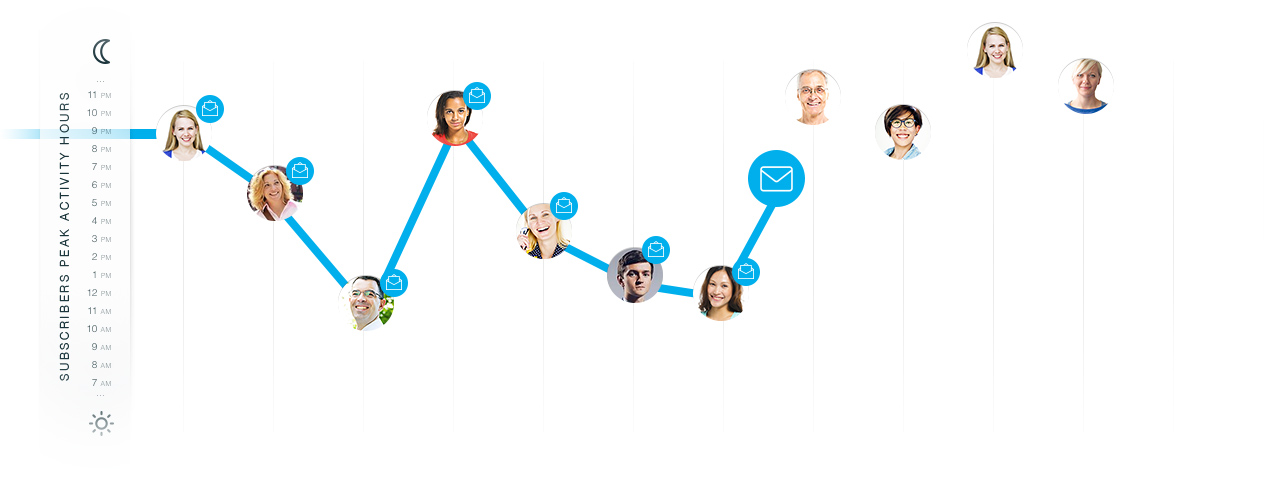 SUBSCRIBERS PEAK ACTIVITY HOURS
...
11 PM
10 PM
9 PM
8 PM
7 PM
6 PM
5 PM
4 PM
3 PM
2 PM
1 PM
12 PM
11 AM
10 AM
9 AM
8 AM
7 AM
...